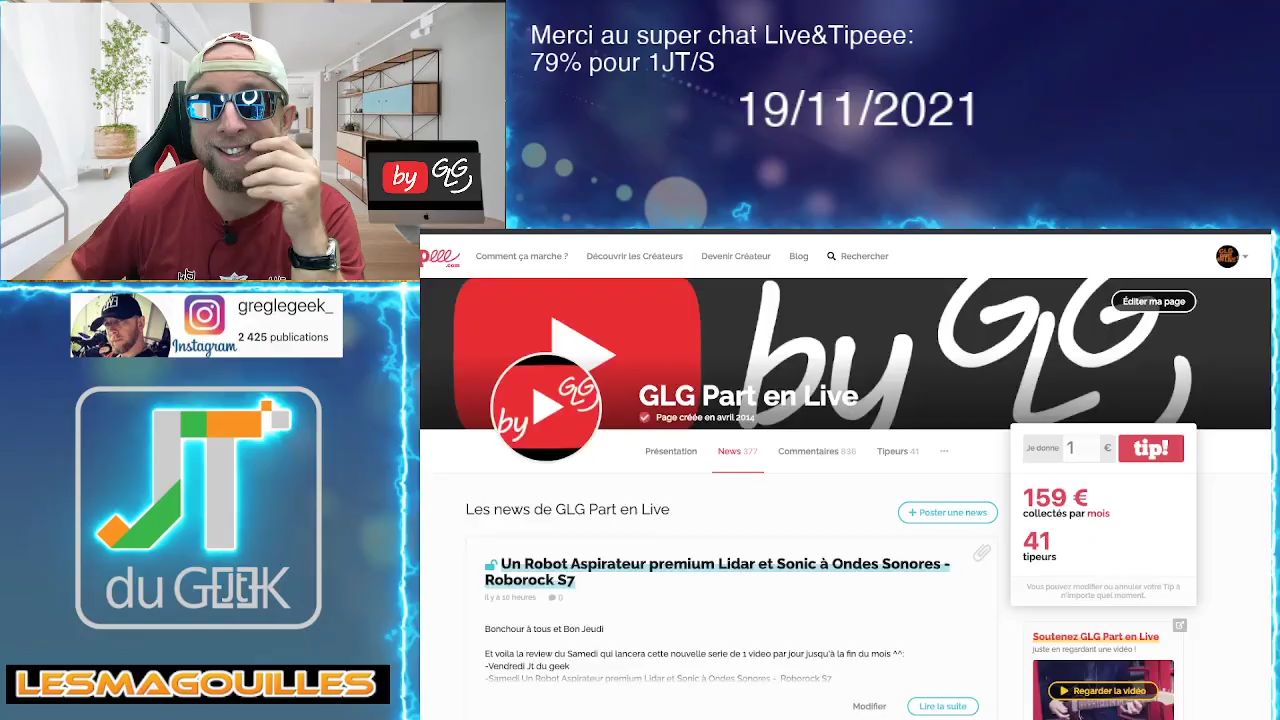 Merci au super chat Live&Tipeee:
79% pour 1JT/S
19/11/2021
by GLG
greglegeek_
2 425 publications
Instagram
JT
du GEEK
LESMAGOUILLES
peee
.com
Comment ça marche ?
Découvrir les Créateurs
Devenir Créateur
Blog
Rechercher
by GLG
Éditer ma page
by GLG
GLG Part en Live
Page créée en avril 2014
Présentation
News 377
Commentaires 836
Tipeurs 41
...
Je donne 1 € tip!
159 €
collectés par mois
41
tipeurs
Vous pouvez modifier ou annuler votre Tip à
n'importe quel moment.
Les news de GLG Part en Live
+ Poster une news
Un Robot Aspirateur premium Lidar et Sonic à Ondes Sonores -
Roborock S7
il y a 10 heures 0
Bonchour à tous et Bon Jeudi
Et voila la review du Samedi qui lancera cette nouvelle serie de 1 video par jour jusqu'à la fin du mois ^^:
-Vendredi Jt du geek
-Samedi Un Robot Aspirateur premium Lidar et Sonic à Ondes Sonores - Roborock S7
Modifier
Lire la suite
Soutenez GLG Part en Live
juste en regardant une vidéo !
Regarder la vidéo